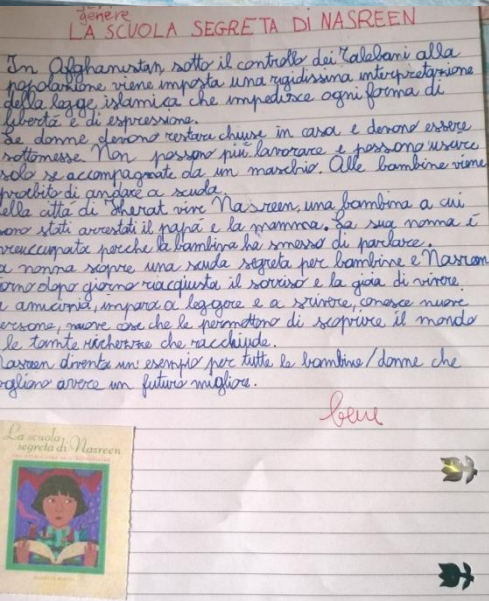 genere
LA SCUOLA SEGRETA DI NASREEN
In Afghanistan, sotto il controllo dei Talebani alla
popolazione viene imposta una rigidissima interpretazione
della legge islamica che impedisce ogni forma di
libertà e di espressione.
Le donne devono restare chiuse in casa e devono essere
sottomesse. Non possono più lavorare e possono uscire
solo se accompagnate da un maschio. Alle bambine viene
proibito di andare a scuola.
ella città di Herat vive Nasreen, una bambina a cui
sono stati arrestati il papà e la mamma. La sua nonna è
preoccupata perché la bambina ha smesso di parlare.
a nonna scopre una scuola segreta per bambine e Nasreen
orno dopo giorno riacquista il sorriso e la gioia di vivere.
amicizia, impara a leggere e a scrivere, conosce nuove
ersone, nuove cose che le permettono di scoprire il mondo
le tante ricchezze che racchiude.
Nasreen diventa un esempio per tutte le bambine/donne che
ogliono avere un futuro migliore.
bene
La scuola
segreta di Nasreen